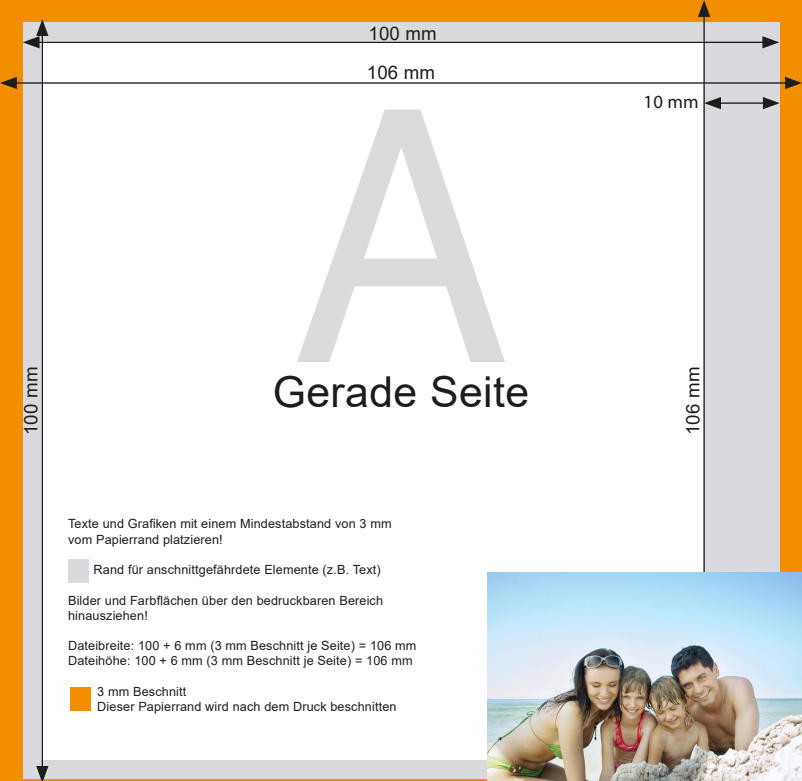 100 mm
106 mm
10 mm
A
Gerade Seite
100 mm
106 mm
Texte und Grafiken mit einem Mindestabstand von 3 mm
vom Papierrand platzieren!
Rand für anschnittgefährdete Elemente (z.B. Text)
Bilder und Farbflächen über den bedruckbaren Bereich
hinausziehen!
Dateibreite: 100 + 6 mm (3 mm Beschnitt je Seite) = 106 mm
Dateihöhe: 100 + 6 mm (3 mm Beschnitt je Seite) = 106 mm
3 mm Beschnitt
Dieser Papierrand wird nach dem Druck beschnitten